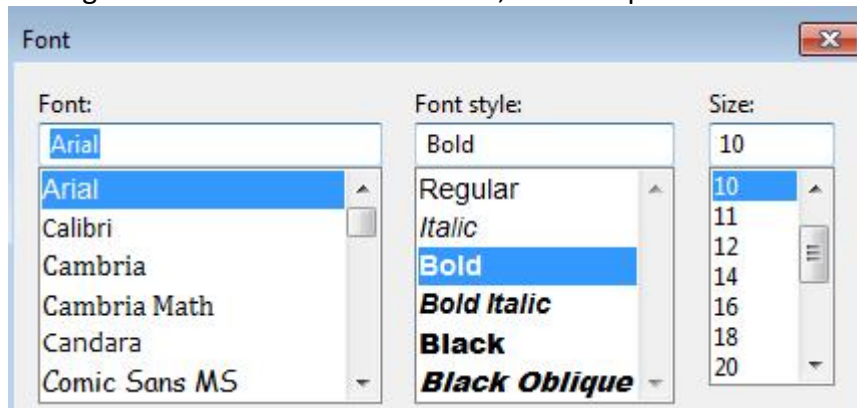 Font
Font:
Font style:
Size:
Arial
Bold
10
Arial
Calibri
Cambria
Cambria Math
Candara
Comic Sans MS
Regular
Italic
Bold
Bold Italic
Black
Black Oblique
10
11
12
14
16
18
20